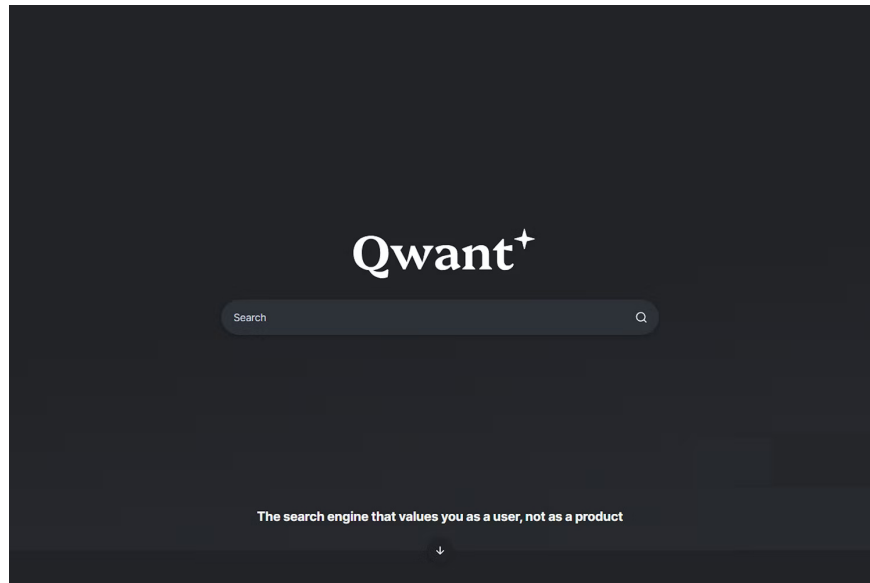 Qwant
Search
The search engine that values you as a user, not as a product